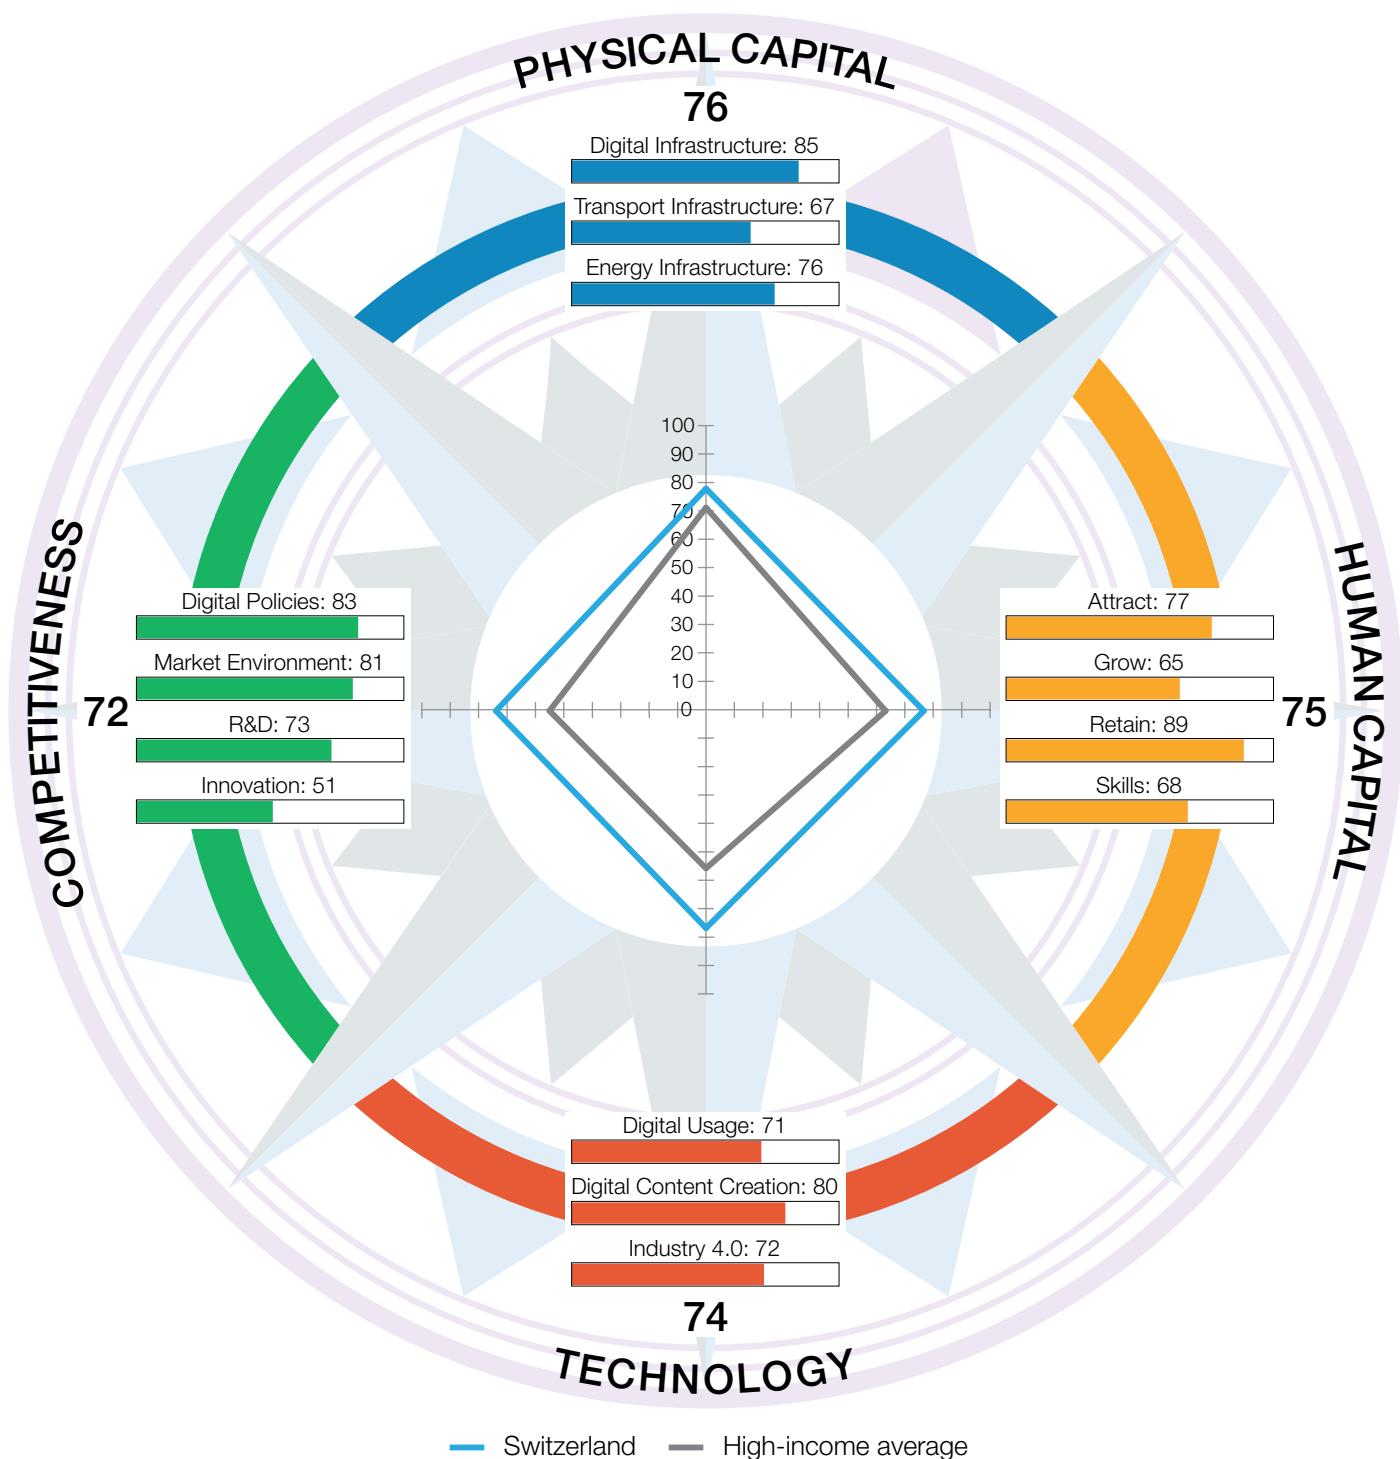 PHYSICAL CAPITAL
76
Digital Infrastructure: 85
Transport Infrastructure: 67
Energy Infrastructure: 76
100
90
80
70
60
50
40
30
20
10
0
COMPETITIVENESS
72
Digital Policies: 83
Market Environment: 81
R&D: 73
Innovation: 51
HUMAN CAPITAL
75
Attract: 77
Grow: 65
Retain: 89
Skills: 68
Digital Usage: 71
Digital Content Creation: 80
Industry 4.0: 72
74
TECHNOLOGY
Switzerland
High-income average